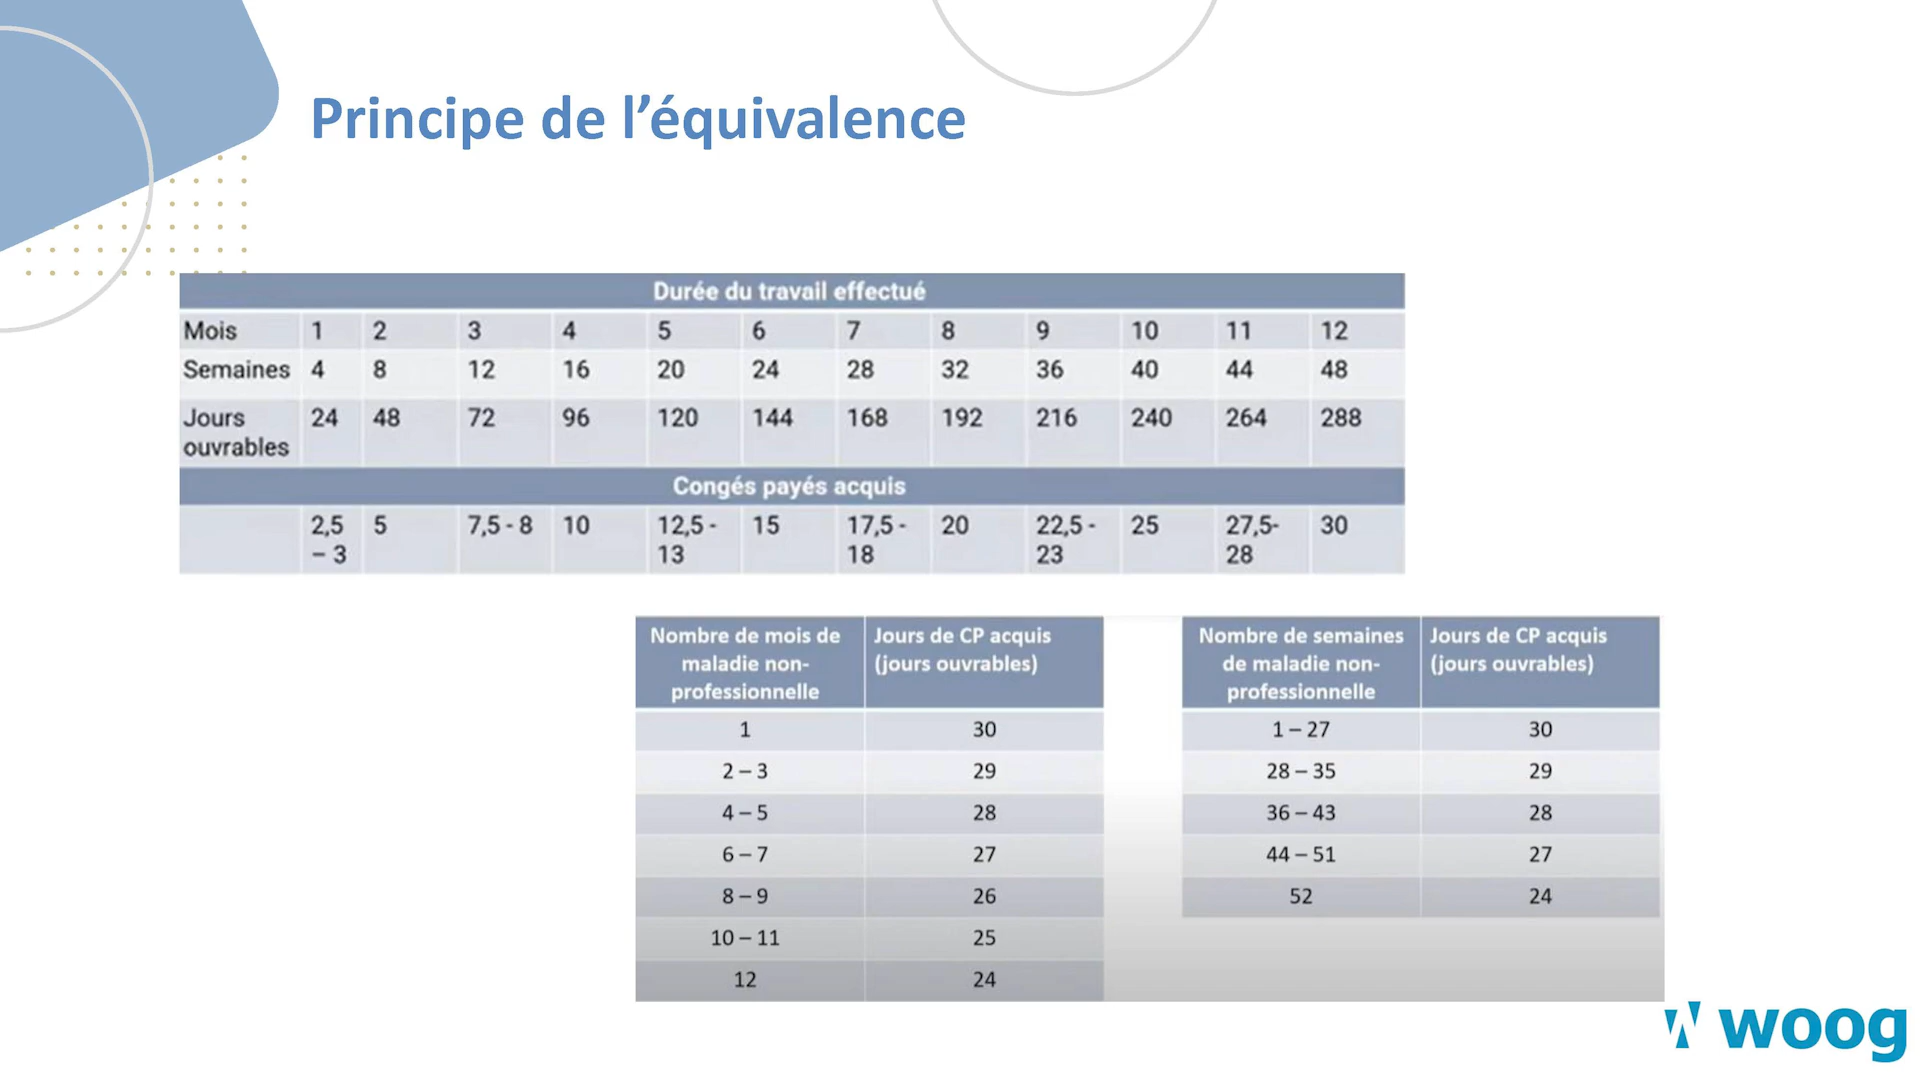 Principe de l’équivalence
Durée du travail effectué
Mois 1 2 3 4 5 6 7 8 9 10 11 12
Semaines 4 8 12 16 20 24 28 32 36 40 44 48
Jours ouvrables 24 48 72 96 120 144 168 192 216 240 264 288
Congés payés acquis
2,5 – 3 5 7,5 - 8 10 12,5 - 13 15 17,5 - 18 20 22,5 - 23 25 27,5- 28 30
Nombre de mois de maladie non-professionnelle Jours de CP acquis (jours ouvrables)
1 30
2 – 3 29
4 – 5 28
6 – 7 27
8 – 9 26
10 – 11 25
12 24
Nombre de semaines de maladie non-professionnelle Jours de CP acquis (jours ouvrables)
1 – 27 30
28 – 35 29
36 – 43 28
44 – 51 27
52 24
woog